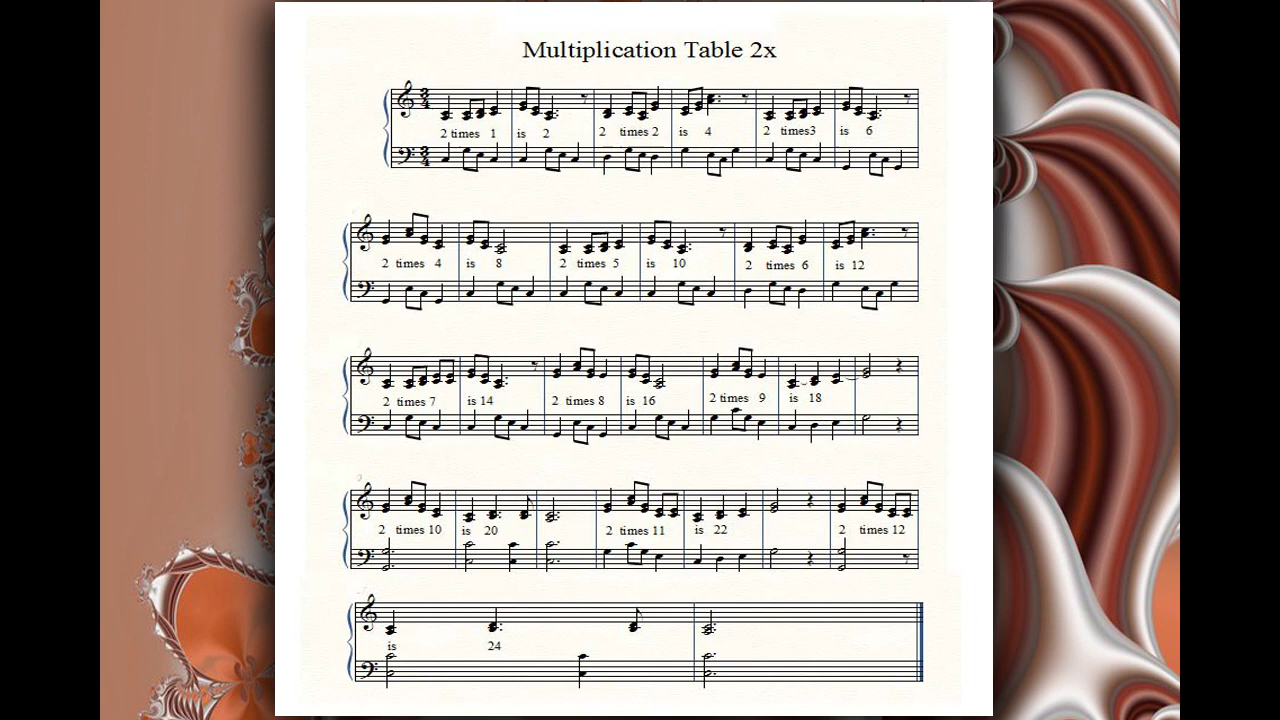 Multiplication Table 2x
2 times 1 is 2 2 times 2 is 4 2 times3 is 6
2 times 4 is 8 2 times 5 is 10 2 times 6 is 12
2 times 7 is 14 2 times 8 is 16 2 times 9 is 18
2 times 10 is 20 2 times 11 is 22 2 times 12
is 24